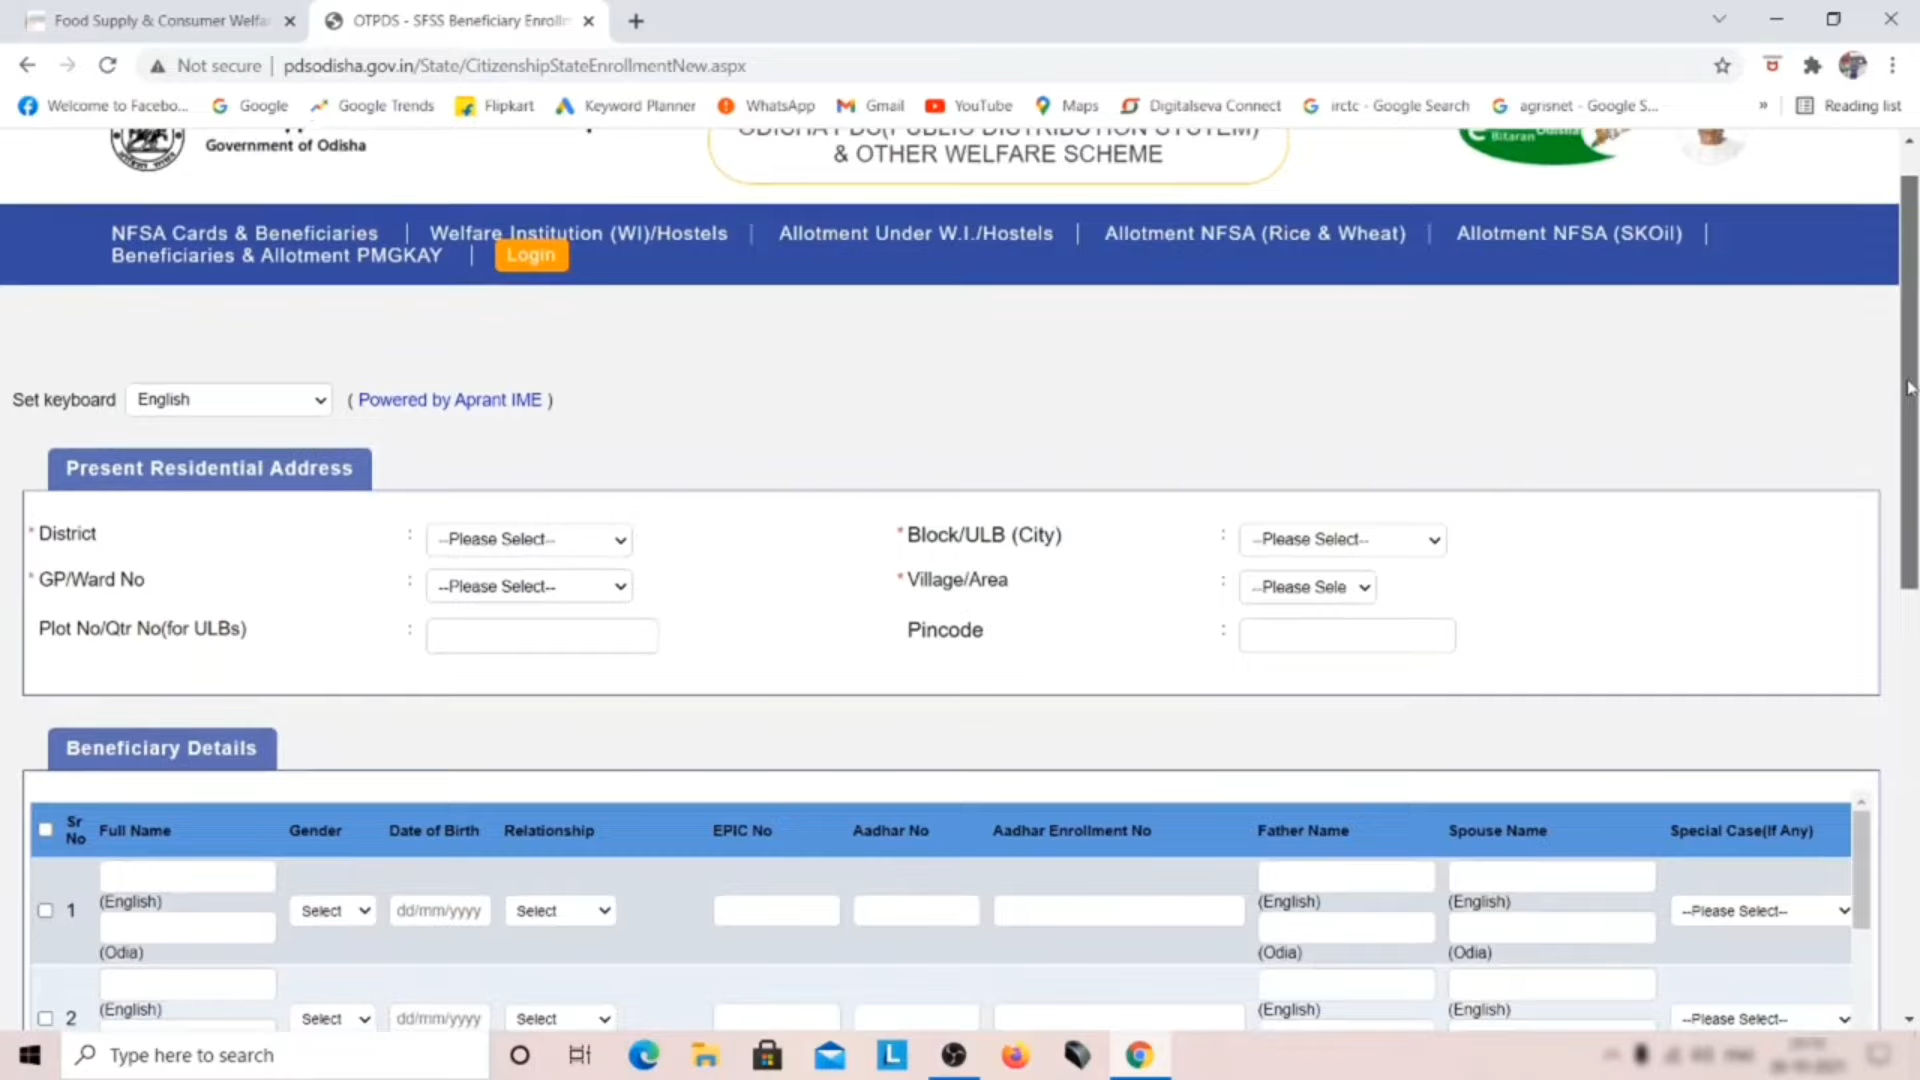 Food Supply & Consumer Welfa
OTPDS - SFSS Beneficiary Enrollm
Not secure | pdsodisha.gov.in/State/CitizenshipStateEnrollmentNew.aspx
Welcome to Facebo... Google Google Trends Flipkart Keyword Planner WhatsApp Gmail YouTube Maps Digitalseva Connect irctc - Google Search agrisnet - Google S... » Reading list
Government of Odisha
ODISHA PDS(PUBLIC DISTRIBUTION SYSTEM)
& OTHER WELFARE SCHEME
Bitaran Odisha
NFSA Cards & Beneficiaries | Welfare Institution (WI)/Hostels | Allotment Under W.I./Hostels | Allotment NFSA (Rice & Wheat) | Allotment NFSA (SKOil) |
Beneficiaries & Allotment PMGKAY | Login
Set keyboard English ( Powered by Aprant IME )
Present Residential Address
* District : --Please Select-- * Block/ULB (City) : --Please Select--
* GP/Ward No : --Please Select-- * Village/Area : --Please Sele
Plot No/Qtr No(for ULBs) : Pincode :
Beneficiary Details
Sr No Full Name Gender Date of Birth Relationship EPIC No Aadhar No Aadhar Enrollment No Father Name Spouse Name Special Case(If Any)
(English) (English) (English)
1 Select dd/mm/yyyy Select --Please Select--
(Odia) (Odia) (Odia)
(English) (English) (English)
2 Select dd/mm/yyyy Select --Please Select--
Type here to search